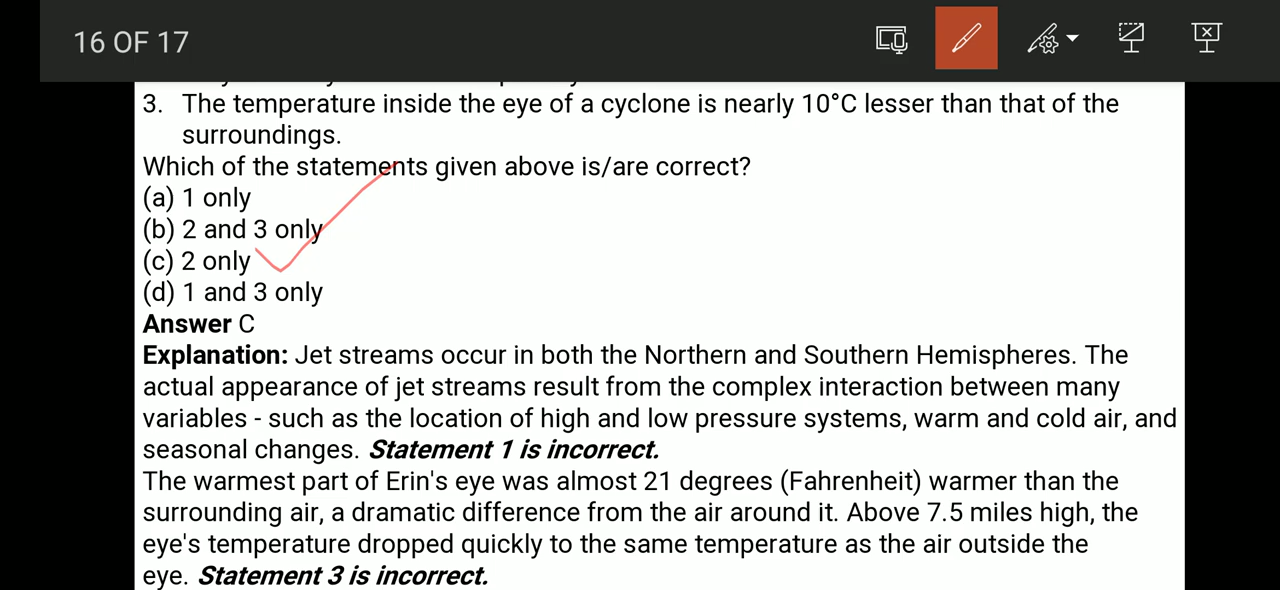 16 OF 17
3. The temperature inside the eye of a cyclone is nearly 10°C lesser than that of the
surroundings.
Which of the statements given above is/are correct?
(a) 1 only
(b) 2 and 3 only
(c) 2 only
(d) 1 and 3 only
Answer C
Explanation: Jet streams occur in both the Northern and Southern Hemispheres. The
actual appearance of jet streams result from the complex interaction between many
variables - such as the location of high and low pressure systems, warm and cold air, and
seasonal changes. Statement 1 is incorrect.
The warmest part of Erin's eye was almost 21 degrees (Fahrenheit) warmer than the
surrounding air, a dramatic difference from the air around it. Above 7.5 miles high, the
eye's temperature dropped quickly to the same temperature as the air outside the
eye. Statement 3 is incorrect.